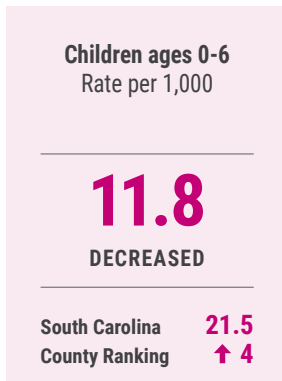 Children ages 0-6
Rate per 1,000
11.8
DECREASED
South Carolina 21.5
County Ranking ↑ 4